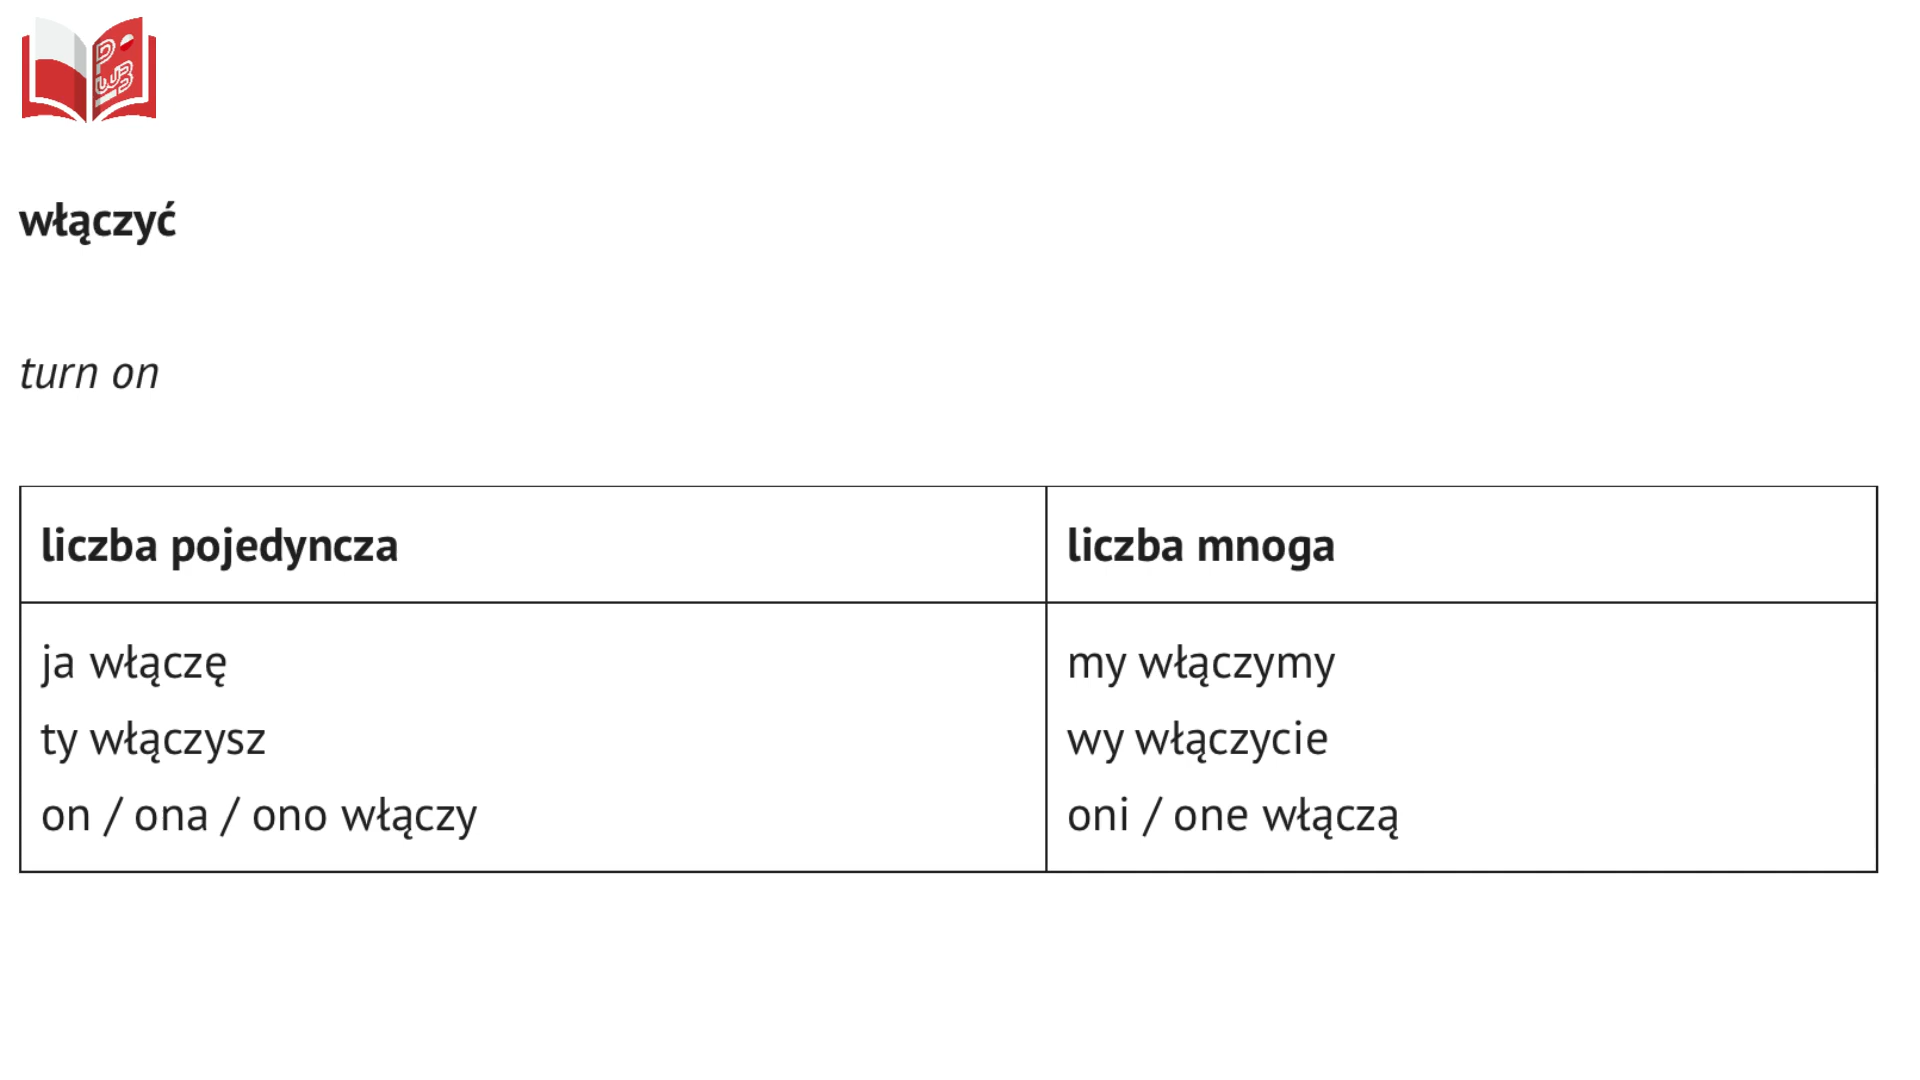 włączyć
turn on
liczba pojedyncza
liczba mnoga
ja włączę
ty włączysz
on / ona / ono włączy
my włączymy
wy włączycie
oni / one włączą